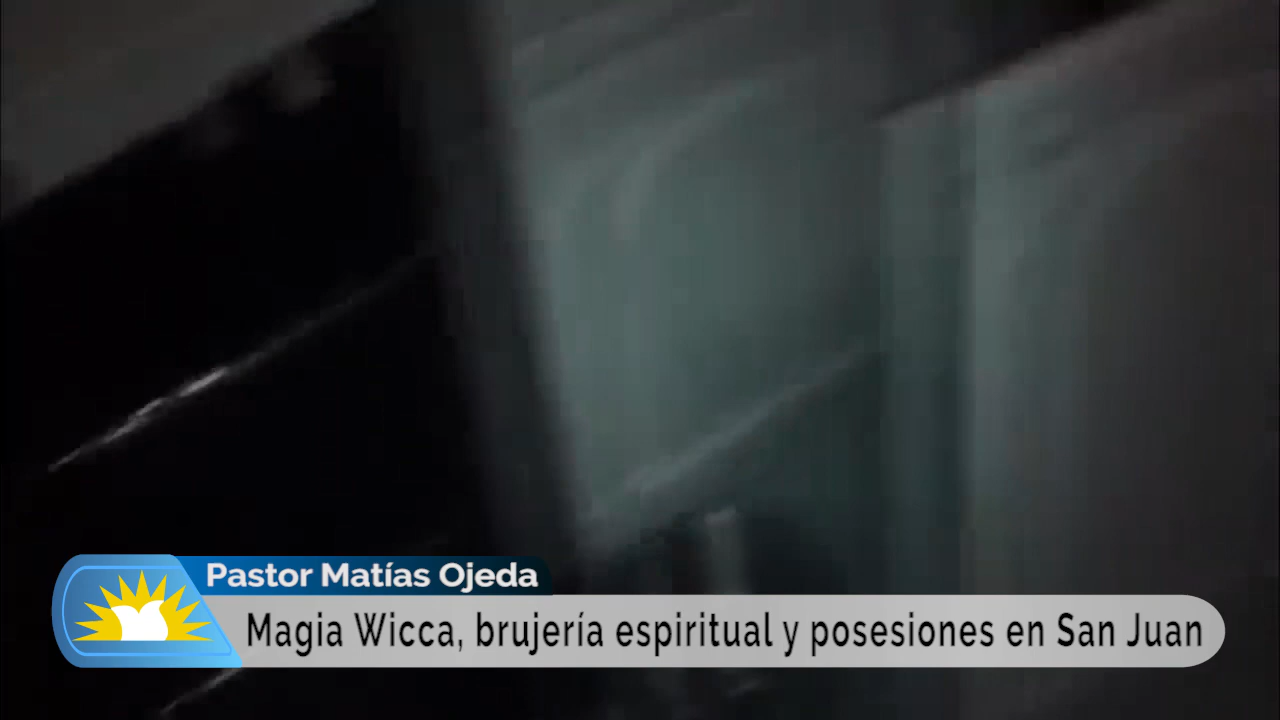 Pastor Matías Ojeda
Magia Wicca, brujería espiritual y posesiones en San Juan